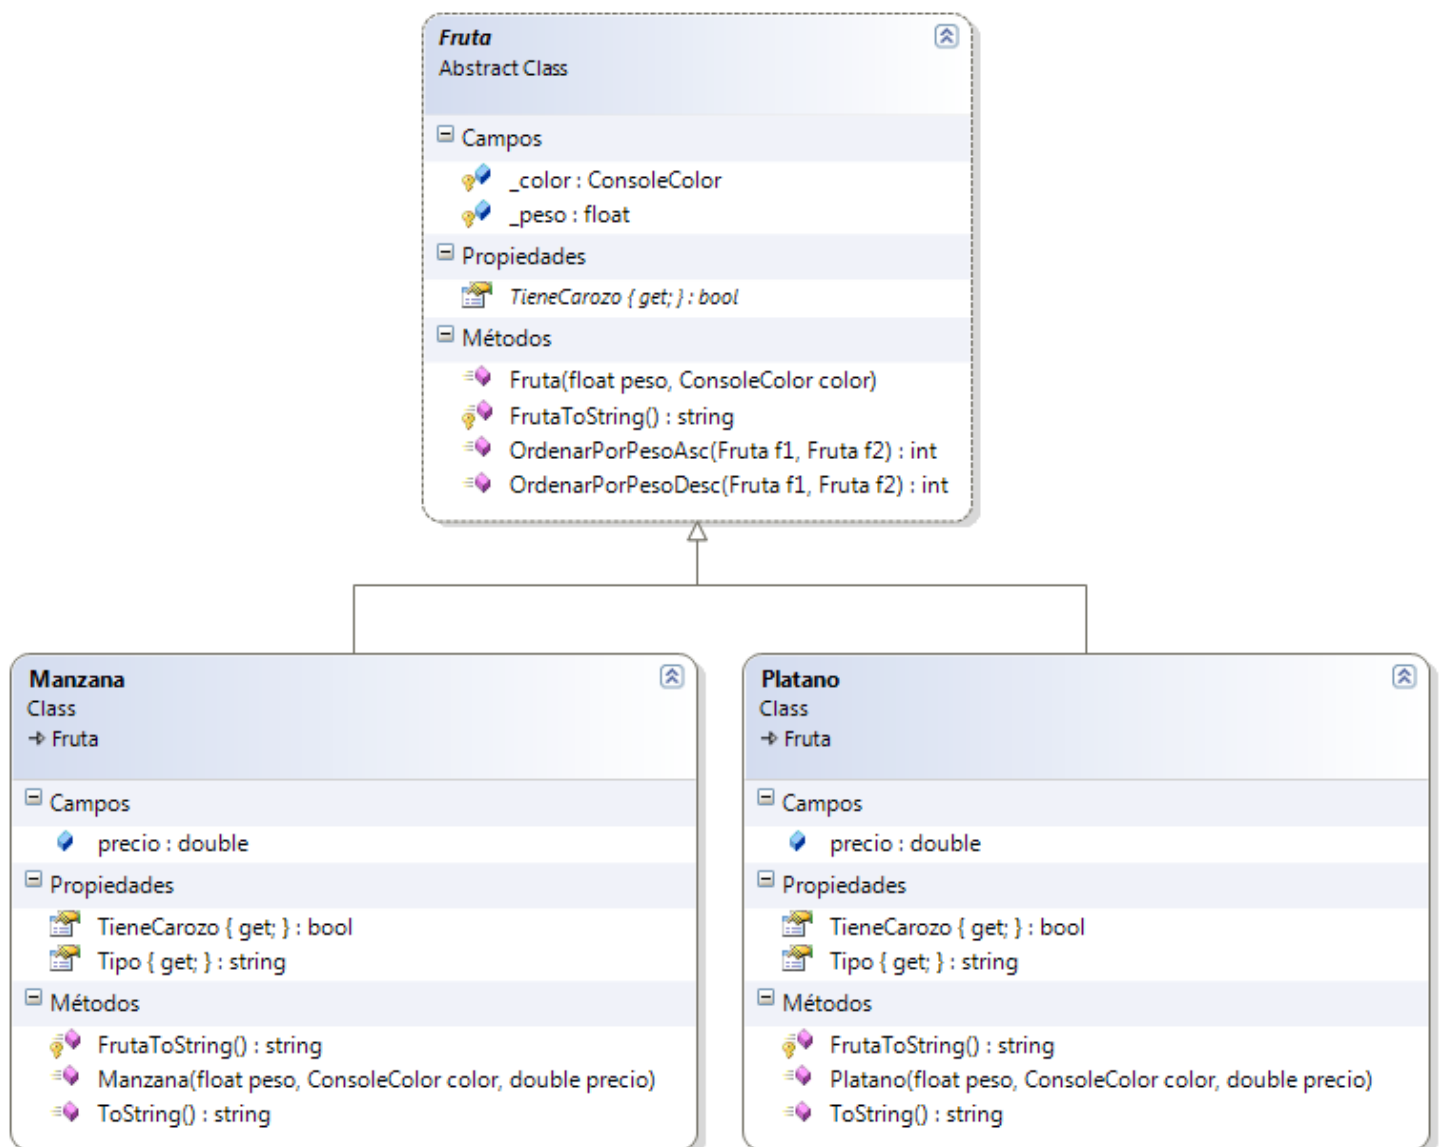 Fruta
Abstract Class
Campos
_color : ConsoleColor
_peso : float
Propiedades
TieneCarozo { get; } : bool
Métodos
Fruta(float peso, ConsoleColor color)
FrutaToString() : string
OrdenarPorPesoAsc(Fruta f1, Fruta f2) : int
OrdenarPorPesoDesc(Fruta f1, Fruta f2) : int
Manzana
Class
Fruta
Campos
precio : double
Propiedades
TieneCarozo { get; } : bool
Tipo { get; } : string
Métodos
FrutaToString() : string
Manzana(float peso, ConsoleColor color, double precio)
ToString() : string
Platano
Class
Fruta
Campos
precio : double
Propiedades
TieneCarozo { get; } : bool
Tipo { get; } : string
Métodos
FrutaToString() : string
Platano(float peso, ConsoleColor color, double precio)
ToString() : string